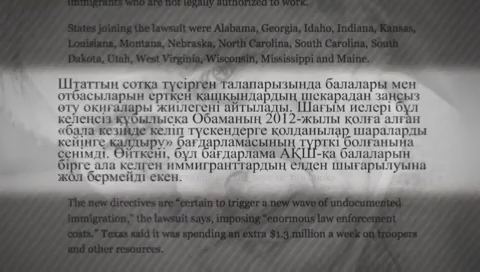 immigrants who are not legally authorized to work.
States joining the lawsuit were Alabama, Georgia, Idaho, Indiana, Kansas,
Louisiana, Montana, Nebraska, North Carolina, South Carolina, South
Dakota, Utah, West Virginia, Wisconsin, Mississippi and Maine.
Штаттың сотқа түсірген талапарызында балалары мен
отбасыларын ерткен қашқындардың шекарадан заңсыз
өту оқиғалары жиілегені айтылады. Шағым иелері бұл
келеңсіз құбылысқа Обаманың 2012-жылы қолға алған
«бала кезінде келіп түскендерге қолданылар шараларды
кейінге қалдыру» бағдарламасының түрткі болғанына
сенімді. Өйткені, бұл бағдарлама АҚШ-қа балаларын
бірге ала келген иммигранттардың елден шығарылуына
жол бермейді екен.
The new directives are "certain to trigger a new wave of undocumented
immigration," the lawsuit says, imposing "enormous law enforcement
costs." Texas said it was spending an extra $1.3 million a week on troopers
and other resources.